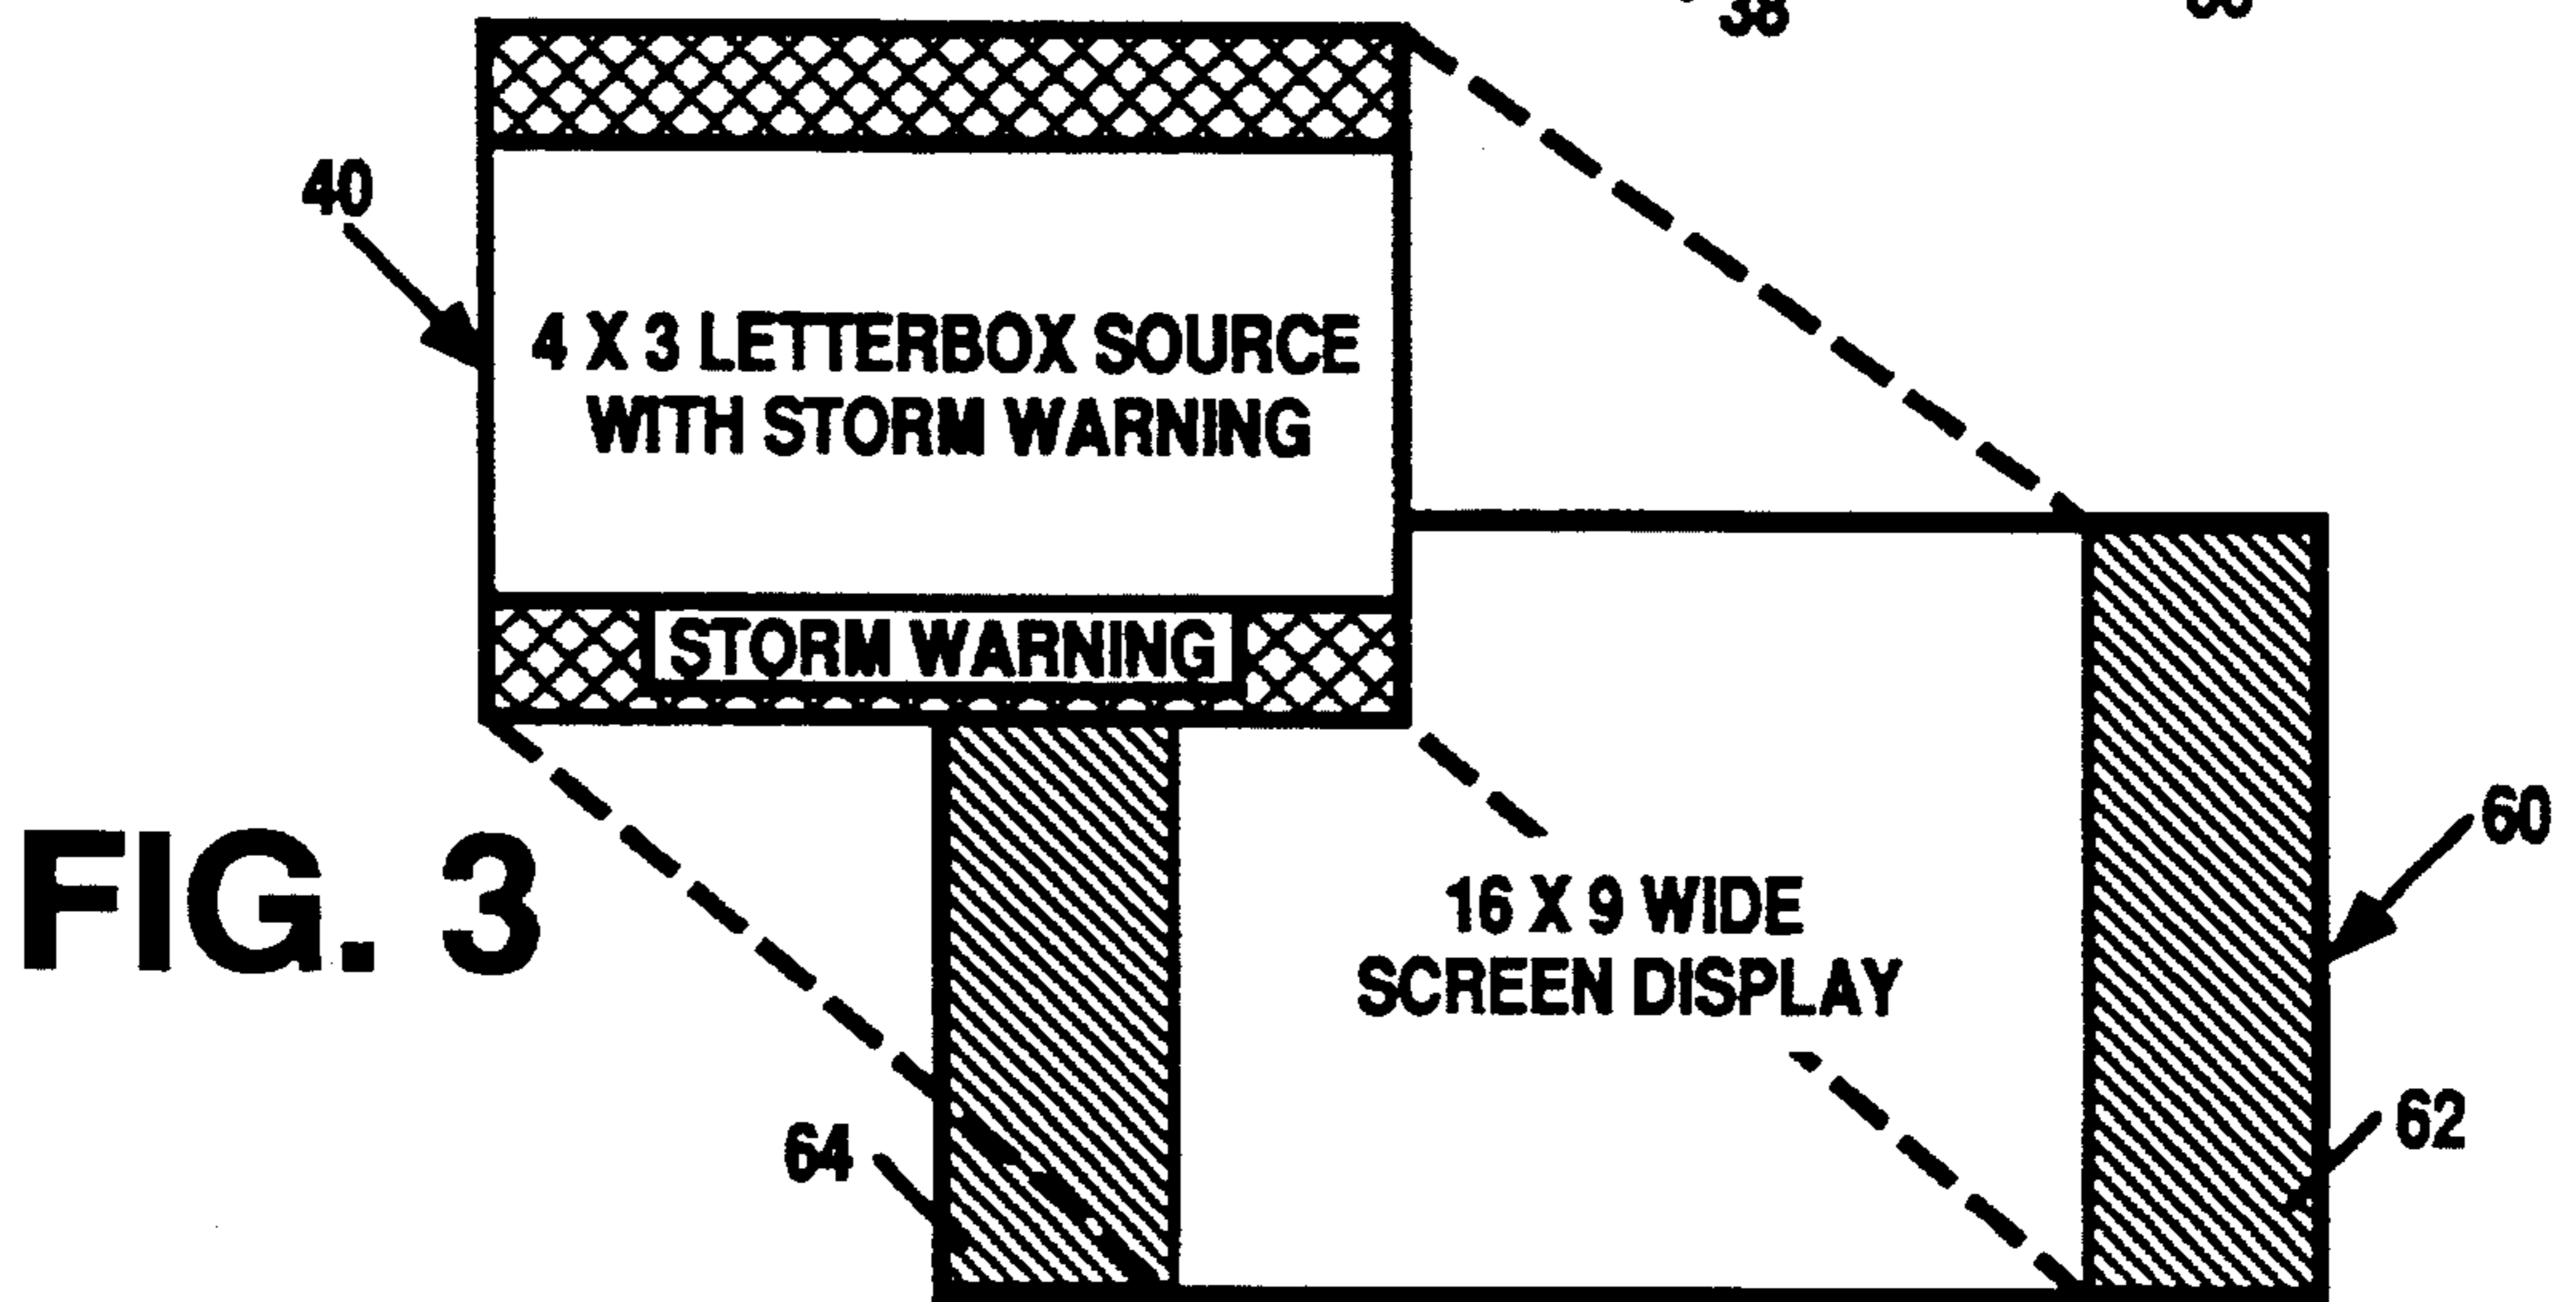 38
40
4 X 3 LETTERBOX SOURCE
WITH STORM WARNING
STORM WARNING
FIG. 3
60
16 X 9 WIDE
SCREEN DISPLAY
64
62